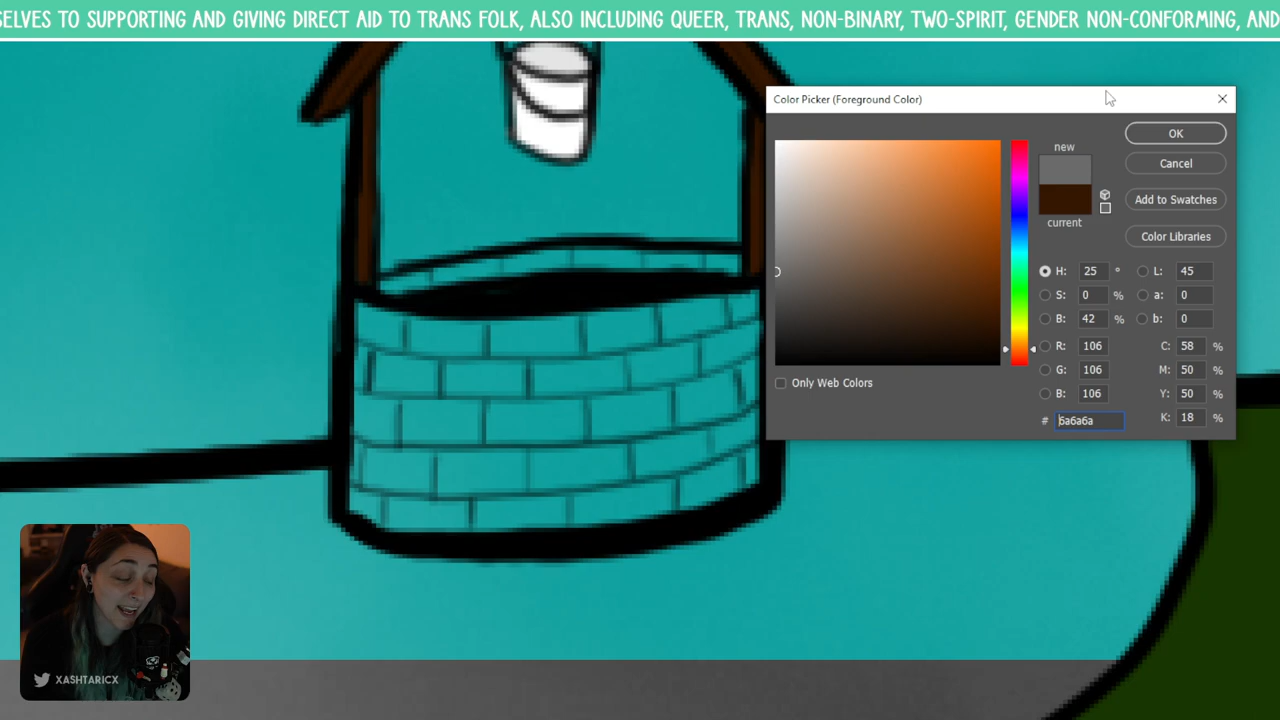 SELVES TO SUPPORTING AND GIVING DIRECT AID TO TRANS FOLK, ALSO INCLUDING QUEER, TRANS, NON-BINARY, TWO-SPIRIT, GENDER NON-CONFORMING, AND
Color Picker (Foreground Color)
new
current
OK
Cancel
Add to Swatches
Color Libraries
H: 25 ° L: 45
S: 0 % a: 0
B: 42 % b: 0
R: 106 C: 58 %
G: 106 M: 50 %
B: 106 Y: 50 %
# 6a6a6a K: 18 %
Only Web Colors
XASHTARICX